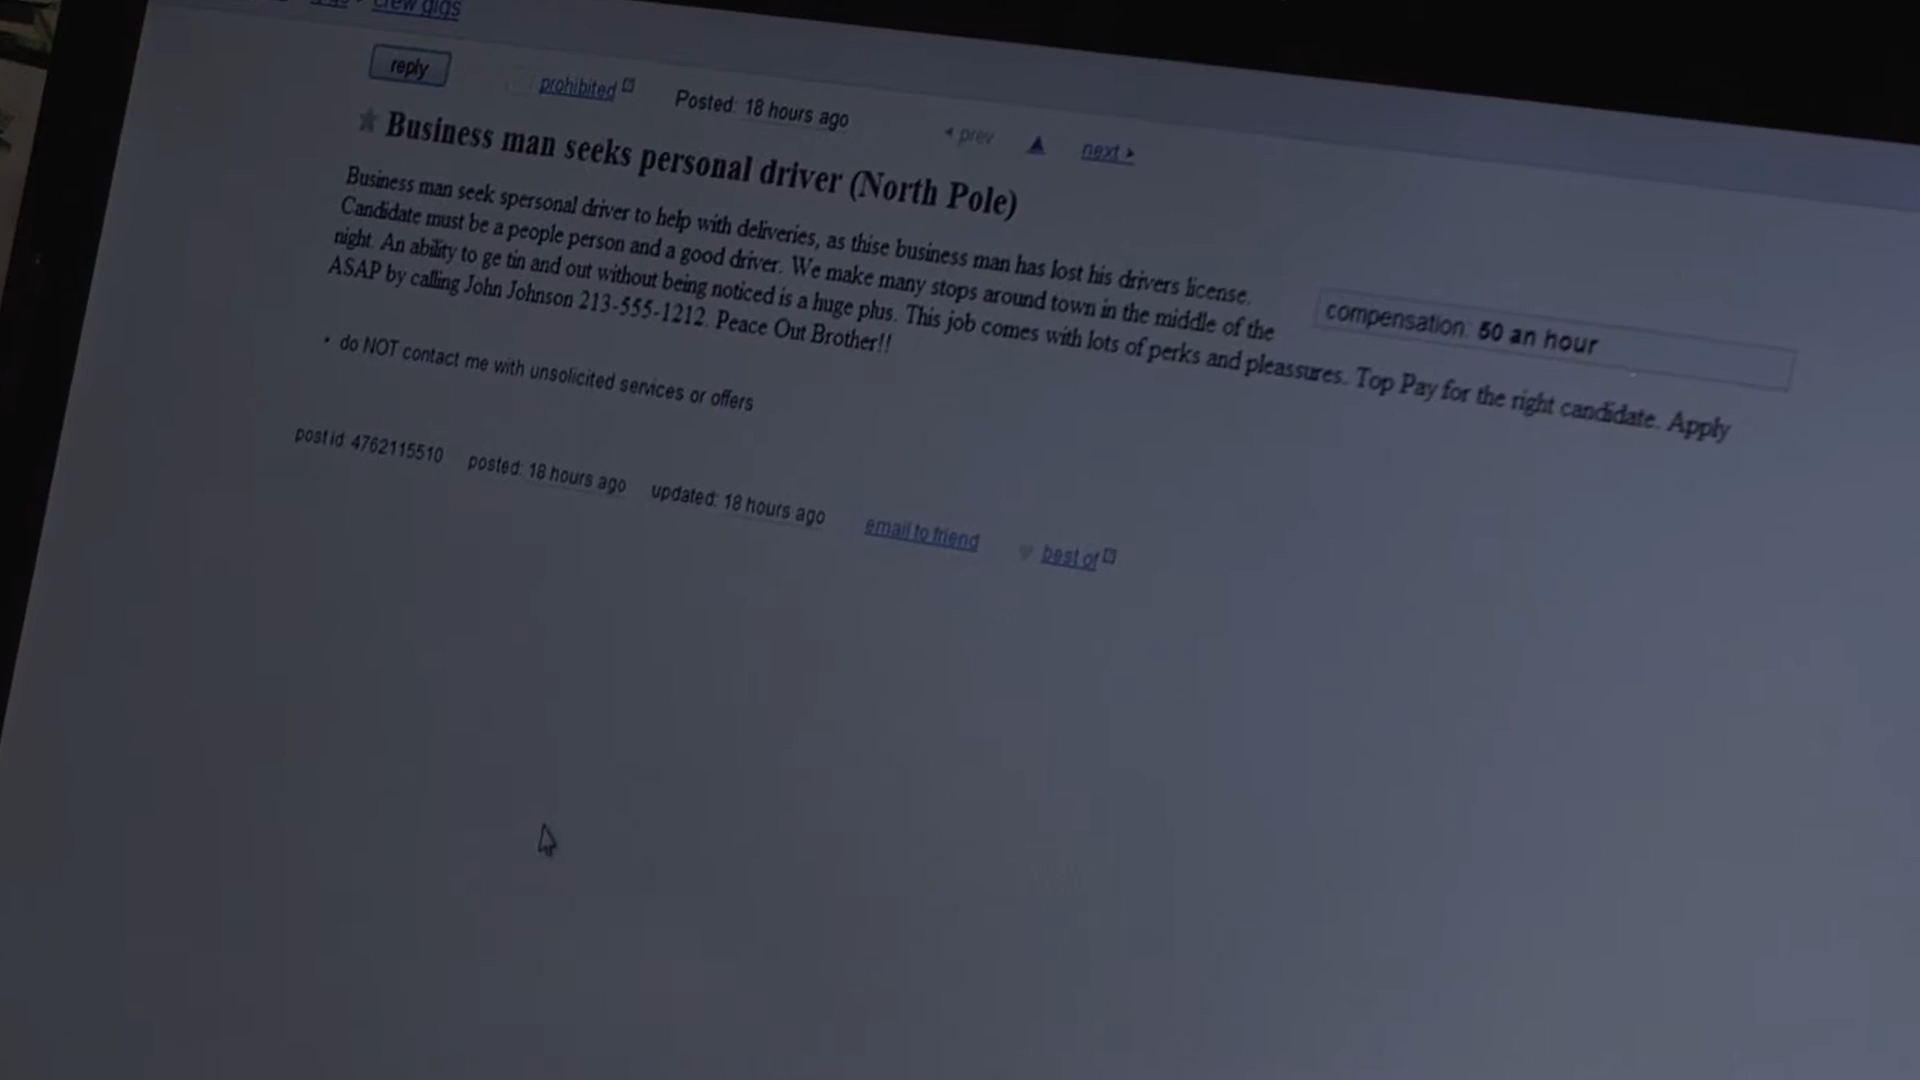 crew gigs
reply
prohibited
Posted: 18 hours ago
prev
next
Business man seeks personal driver (North Pole)
Business man seek spersonal driver to help with deliveries, as thise business man has lost his drivers license.
Candidate must be a people person and a good driver. We make many stops around town in the middle of the
night. An ability to ge tin and out without being noticed is a huge plus. This job comes with lots of perks and pleassures. Top Pay for the right candidate. Apply
ASAP by calling John Johnson 213-555-1212. Peace Out Brother!!
compensation: 50 an hour
• do NOT contact me with unsolicited services or offers
post id: 4762115510 posted: 18 hours ago updated: 18 hours ago email to friend best of